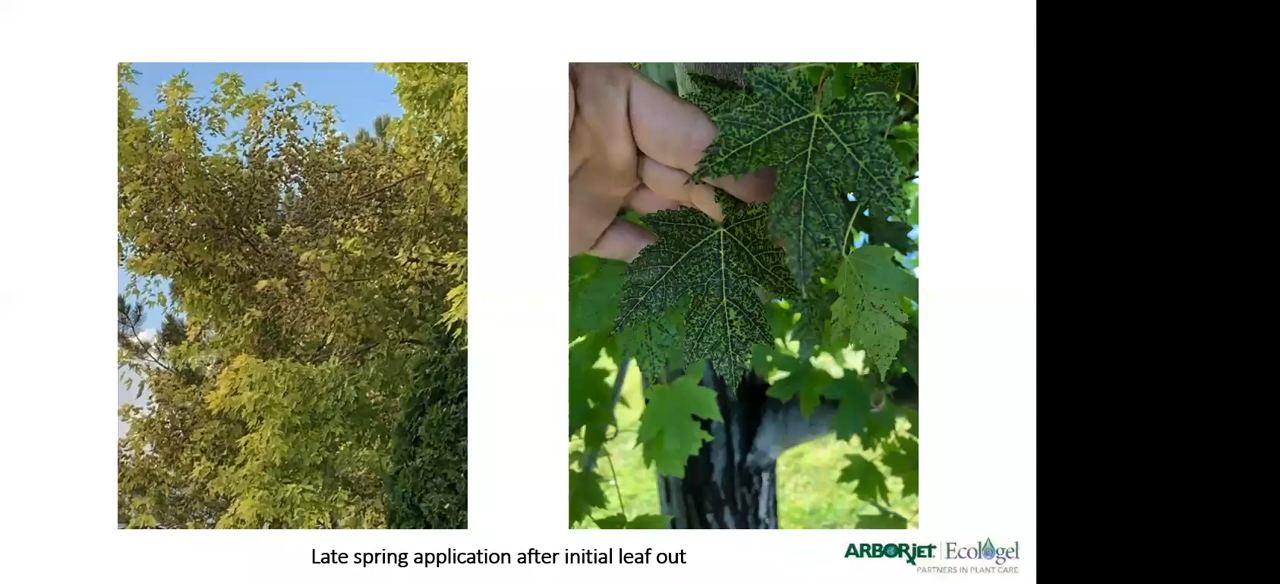 Late spring application after initial leaf out
ARBORjet | Ecologel
PARTNERS IN PLANT CARE